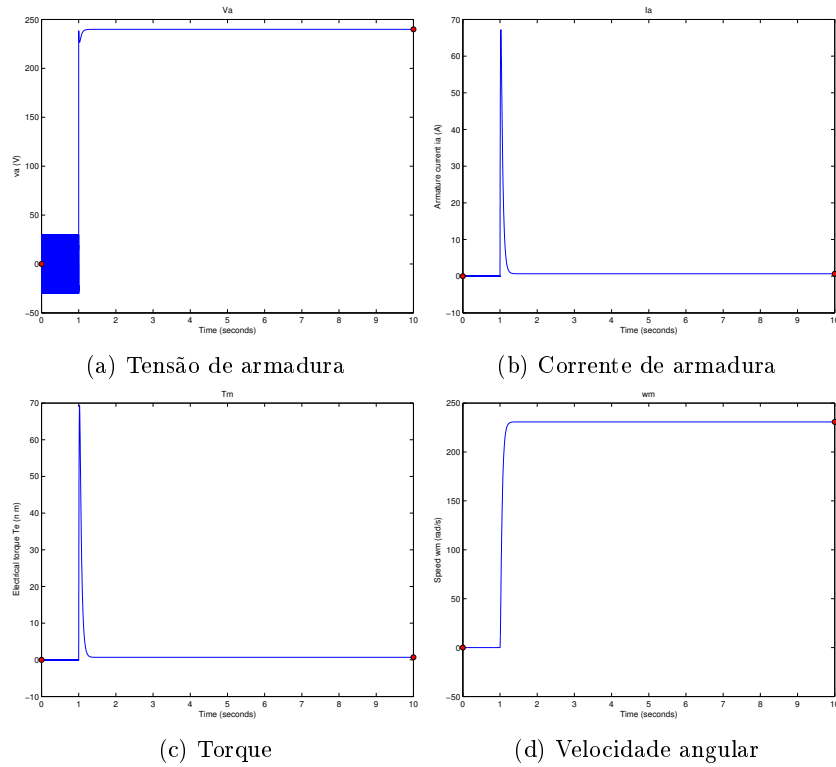 Va
250
200
150
100
50
0
−50
va (V)
0 1 2 3 4 5 6 7 8 9 10
Time (seconds)
(a) Tensão de armadura
Ia
70
60
50
40
30
20
10
0
−10
Armature current ia (A)
0 1 2 3 4 5 6 7 8 9 10
Time (seconds)
(b) Corrente de armadura
Tm
70
60
50
40
30
20
10
0
−10
Electrical torque Te (n m)
0 1 2 3 4 5 6 7 8 9 10
Time (seconds)
(c) Torque
wm
250
200
150
100
50
0
−50
Speed wm (rad/s)
0 1 2 3 4 5 6 7 8 9 10
Time (seconds)
(d) Velocidade angular